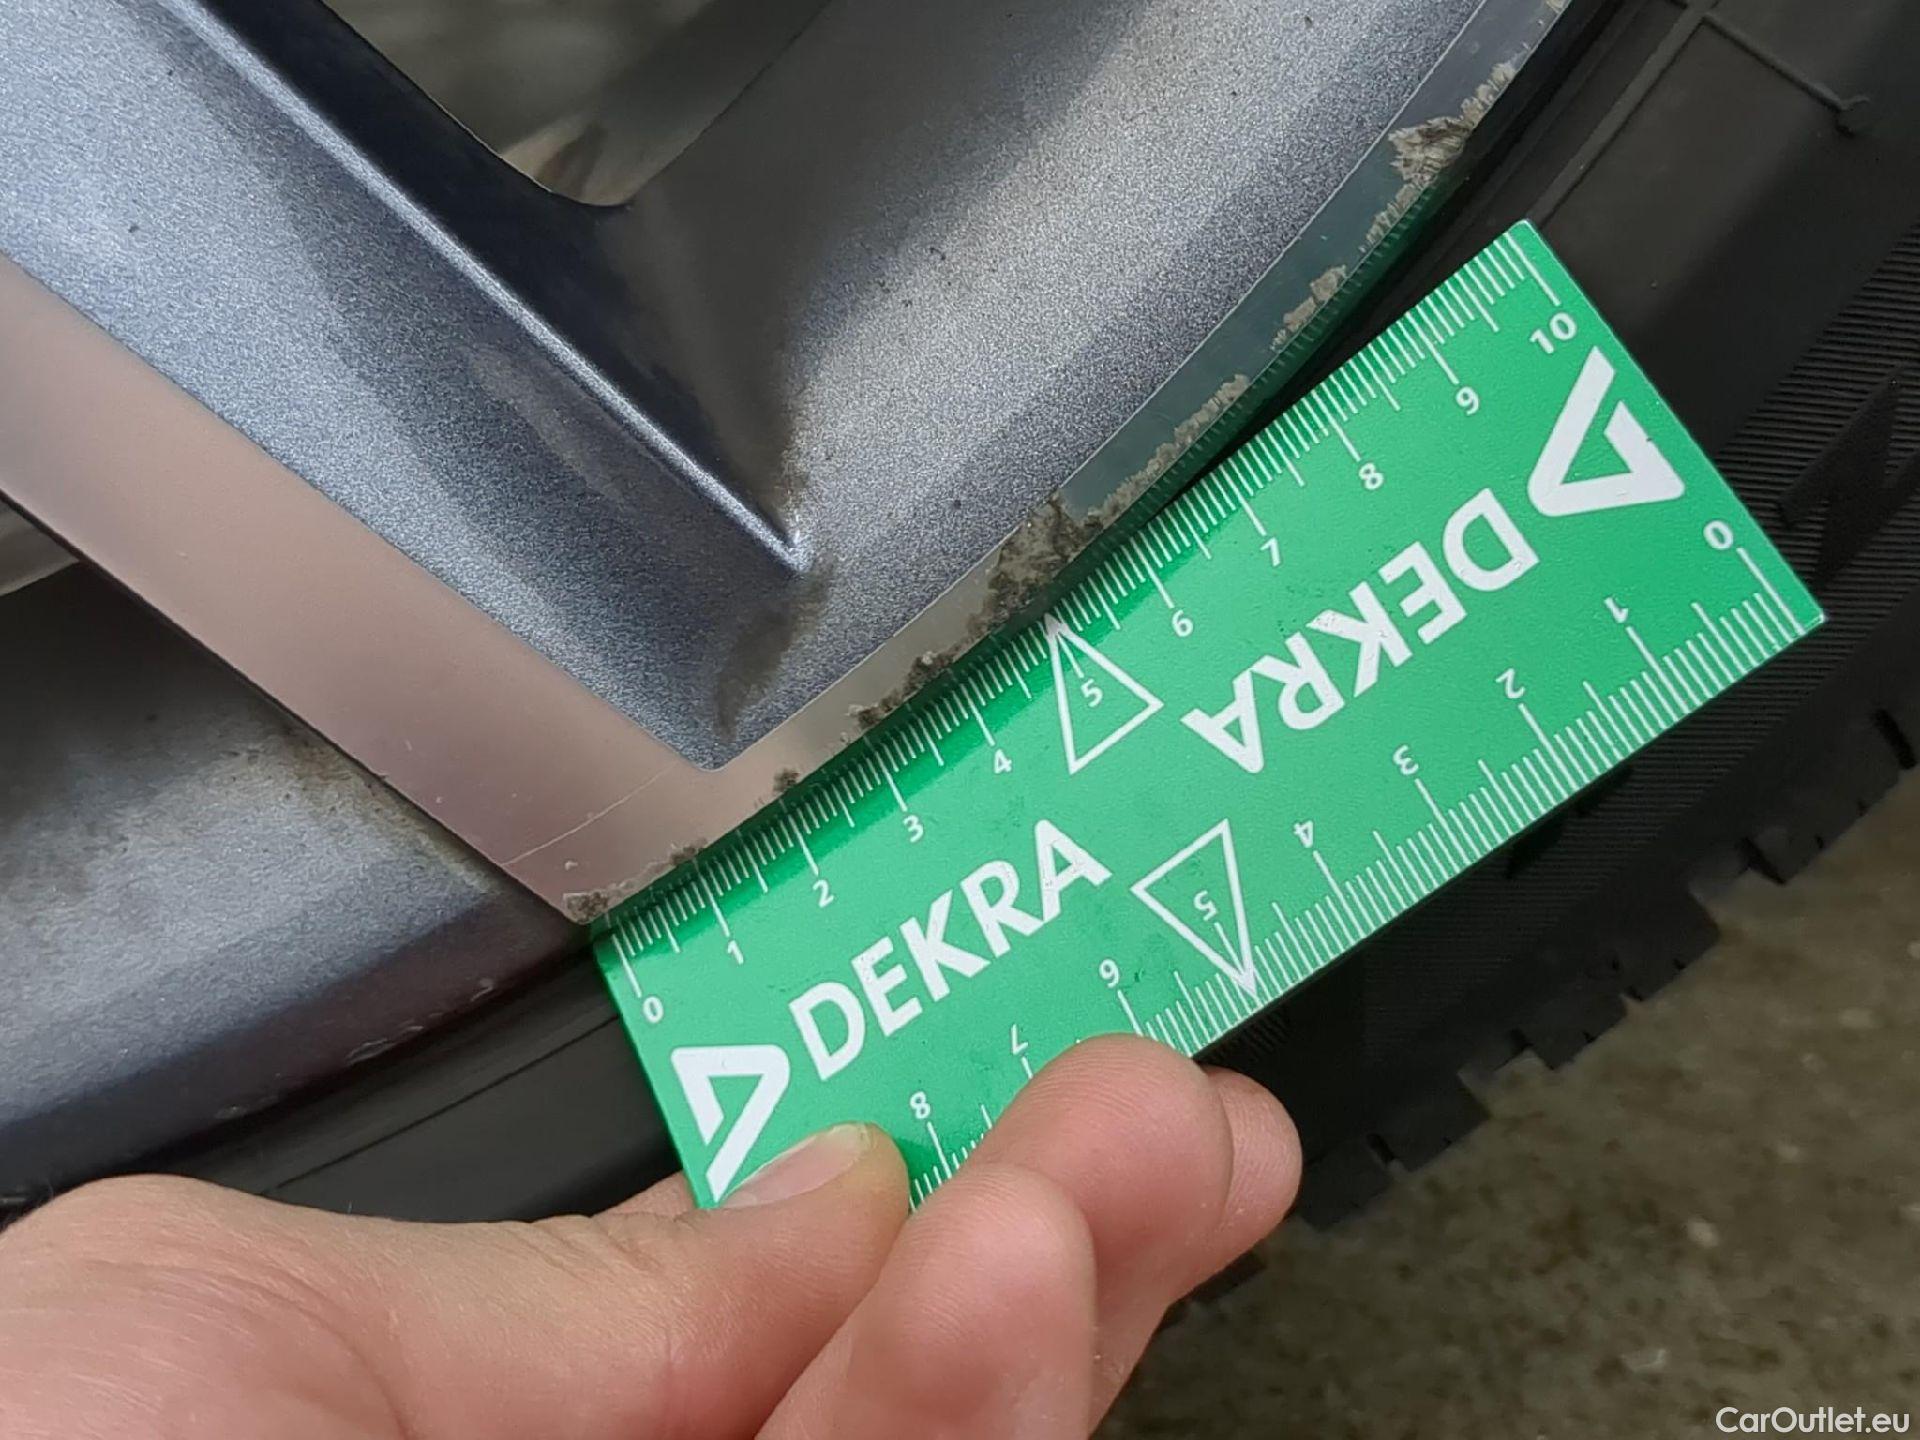 0 1 2 3 4 5 6 7 8 9 10
DEKRA
DEKRA
0 1 2 3 4 5 6 7 8
CarOutlet.eu